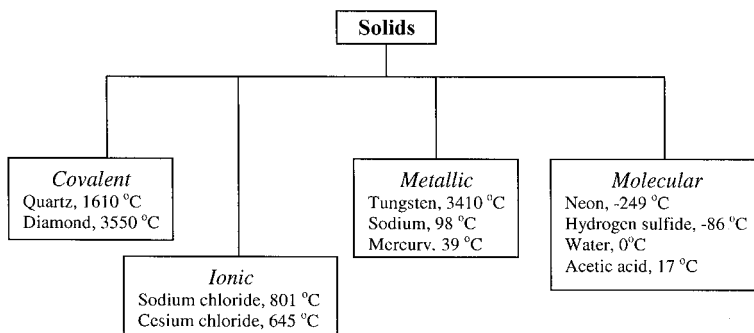 Solids
Covalent
Quartz, 1610 °C
Diamond, 3550 °C
Ionic
Sodium chloride, 801 °C
Cesium chloride, 645 °C
Metallic
Tungsten, 3410 °C
Sodium, 98 °C
Mercury, 39 °C
Molecular
Neon, -249 °C
Hydrogen sulfide, -86 °C
Water, 0°C
Acetic acid, 17 °C